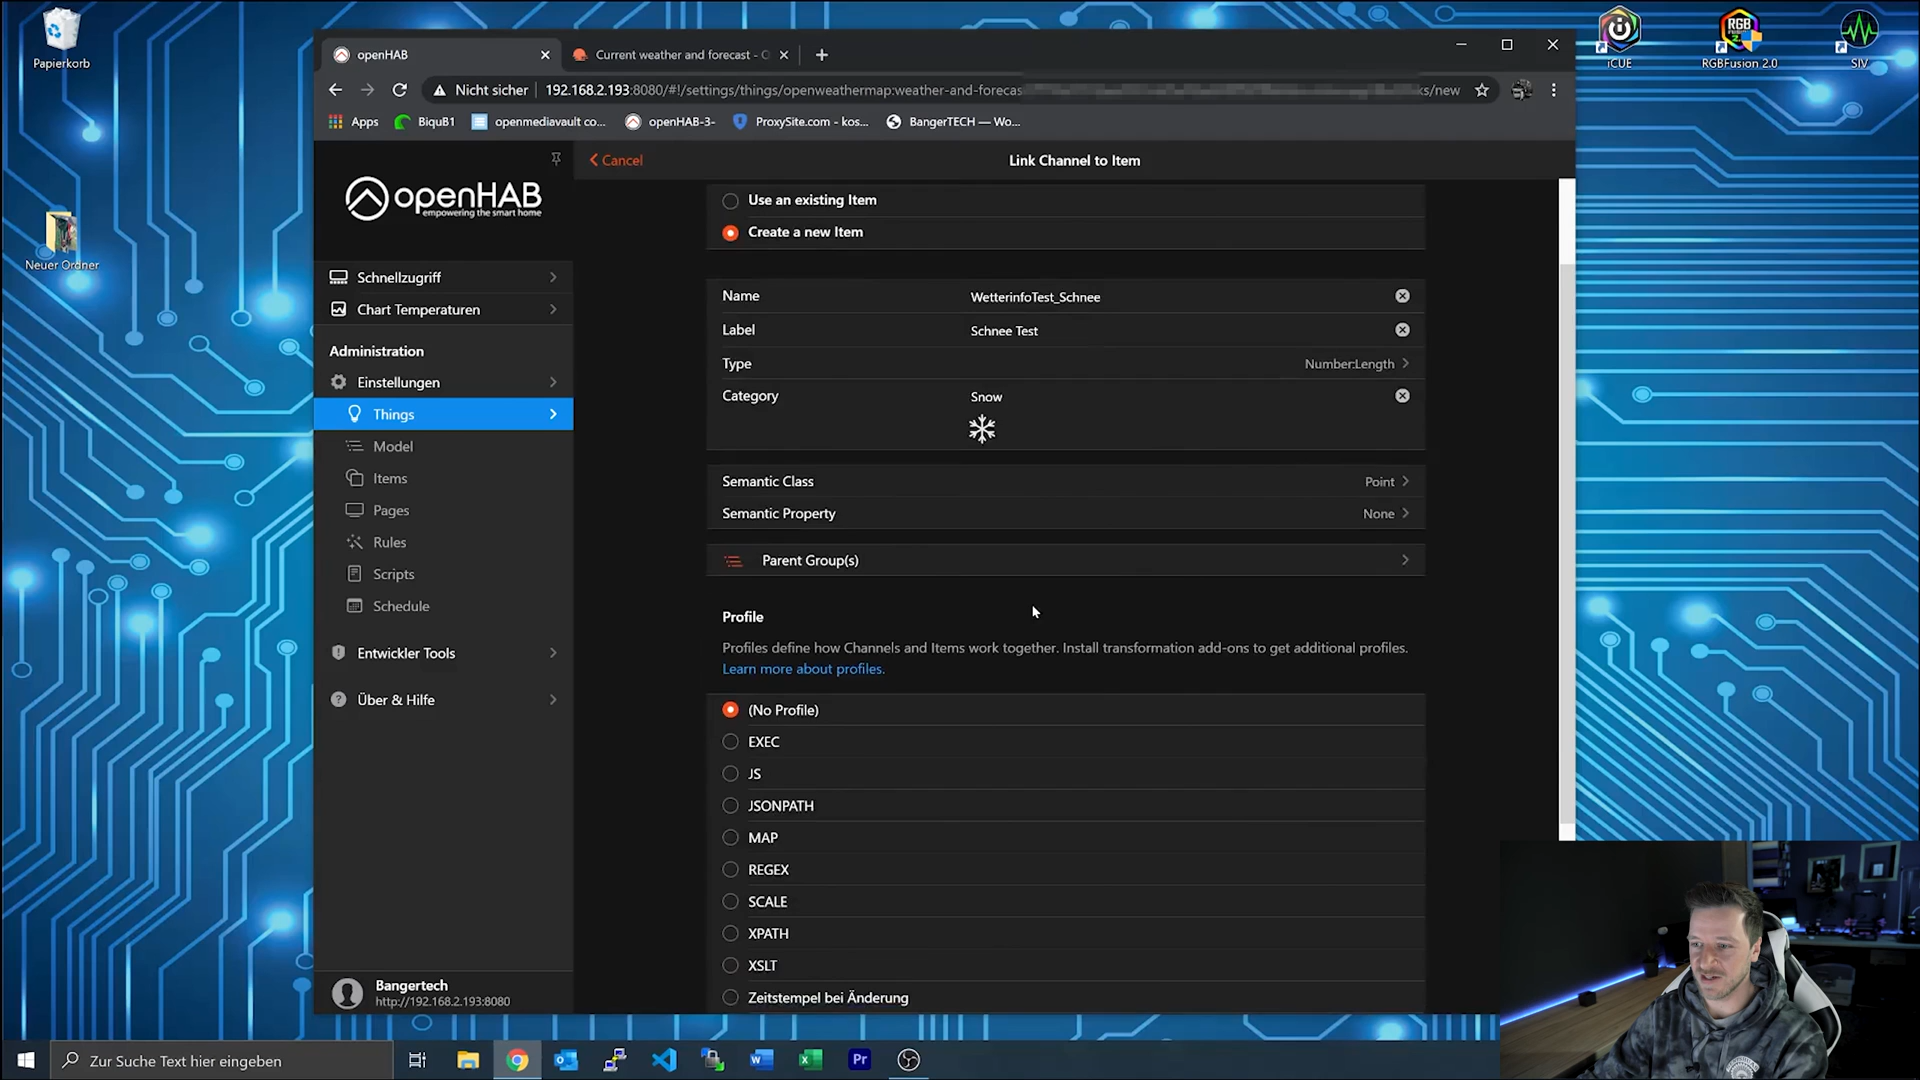 Papierkorb
Neuer Ordner
iCUE
RGB
RGBFusion 2.0
SIV
openHAB
Current weather and forecast - O
Nicht sicher
192.168.2.193:8080/#!/settings/things/openweathermap:weather-and-forecas
s/new
Apps
BiquB1
openmediavault co...
openHAB-3-
ProxySite.com - kos...
BangerTECH — Wo...
openHAB
empowering the smart home
Cancel
Link Channel to Item
Schnellzugriff
Chart Temperaturen
Administration
Einstellungen
Things
Model
Items
Pages
Rules
Scripts
Schedule
Entwickler Tools
Über & Hilfe
Bangertech
http://192.168.2.193:8080
Use an existing Item
Create a new Item
Name
WetterinfoTest_Schnee
Label
Schnee Test
Type
Number:Length
Category
Snow
Semantic Class
Point
Semantic Property
None
Parent Group(s)
Profile
Profiles define how Channels and Items work together. Install transformation add-ons to get additional profiles.
Learn more about profiles.
(No Profile)
EXEC
JS
JSONPATH
MAP
REGEX
SCALE
XPATH
XSLT
Zeitstempel bei Änderung
Zur Suche Text hier eingeben
Pr